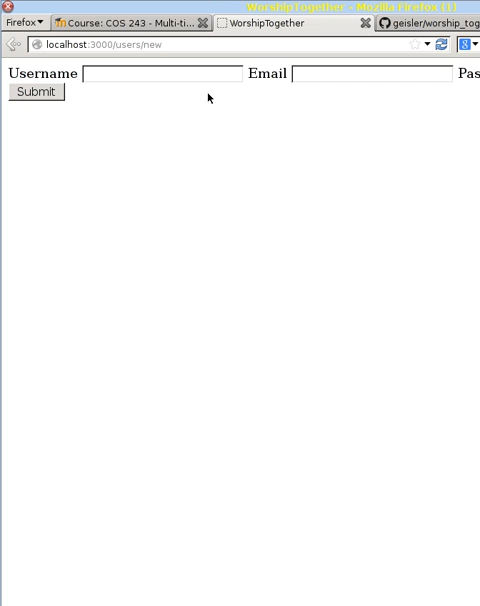 WorshipTogether - Mozilla Firefox (1)
Firefox Course: COS 243 - Multi-ti... WorshipTogether geisler/worship_tog
localhost:3000/users/new
Username Email Pas
Submit